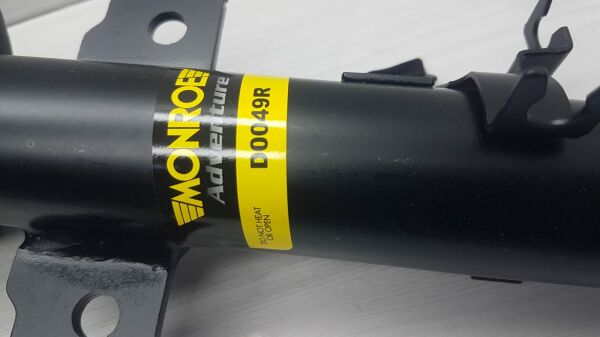 MONROE
Adventure
D0049R
DO NOT HEAT
OR OPEN